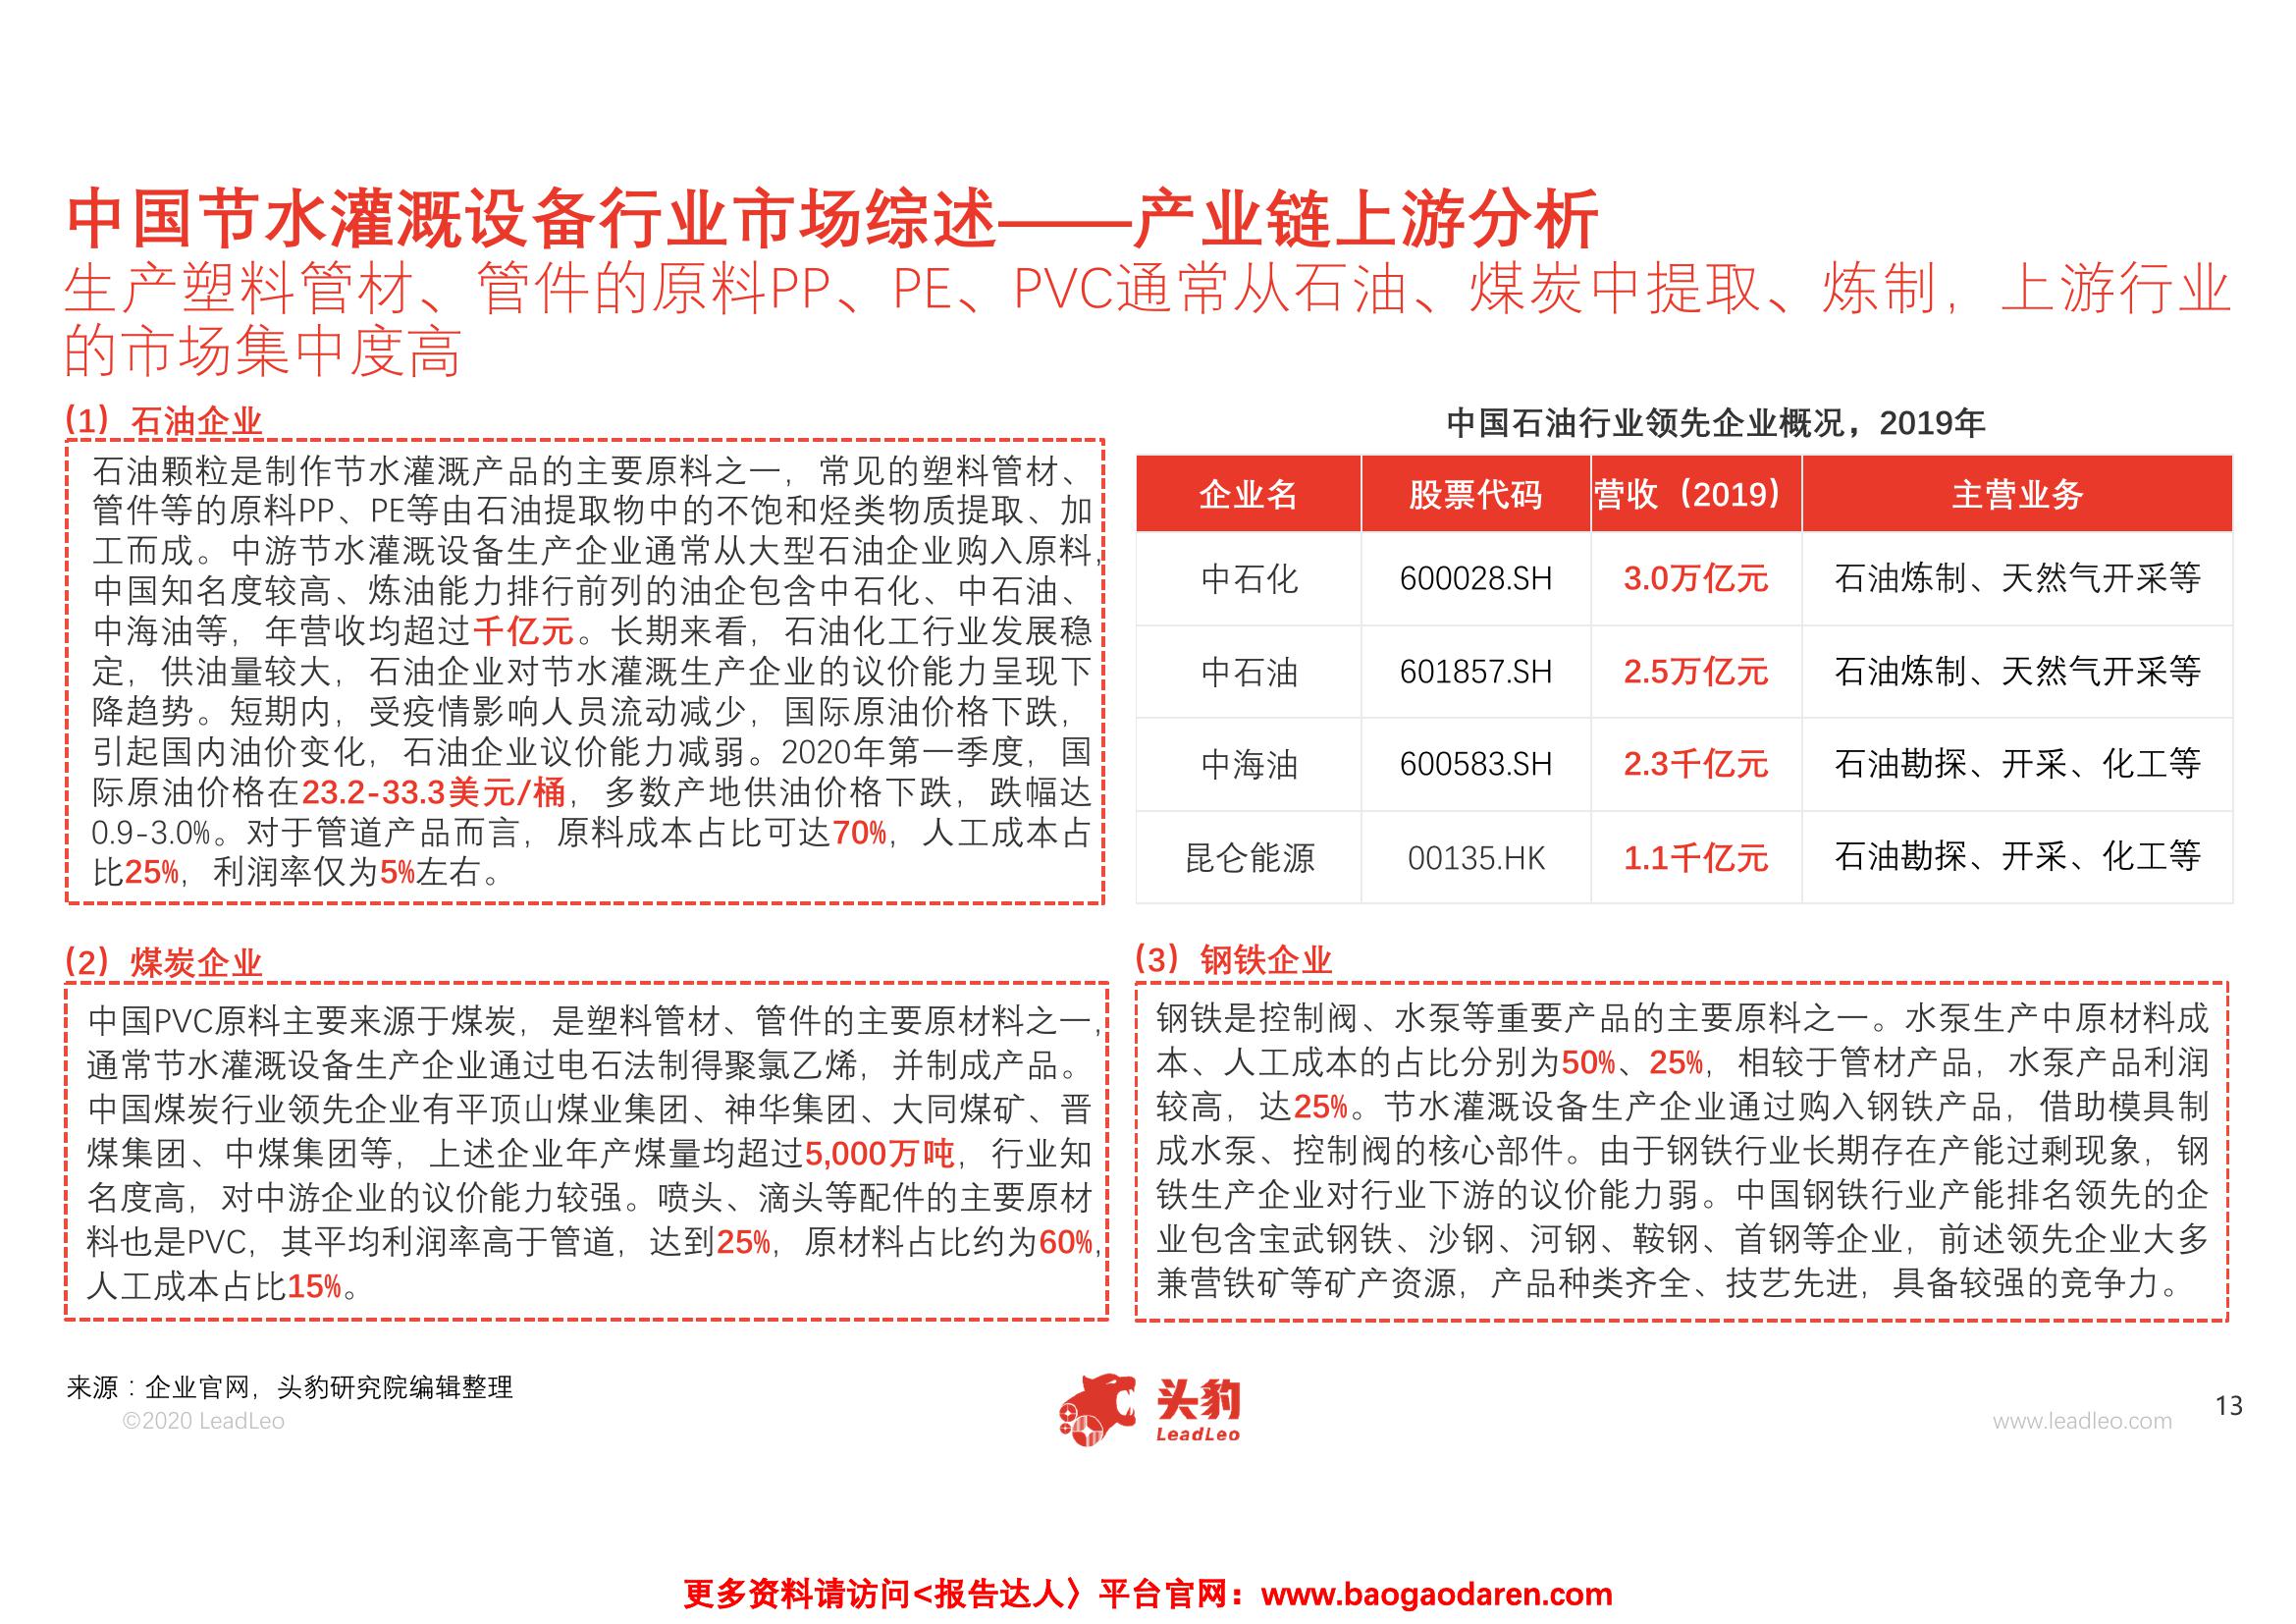 中国节水灌溉设备行业市场综述——产业链上游分析
生产塑料管材、管件的原料PP、PE、PVC通常从石油、煤炭中提取、炼制，上游行业
的市场集中度高
(1) 石油企业
石油颗粒是制作节水灌溉产品的主要原料之一，常见的塑料管材、
管件等的原料PP、PE等由石油提取物中的不饱和烃类物质提取、加
工而成。中游节水灌溉设备生产企业通常从大型石油企业购入原料,
中国知名度较高、炼油能力排行前列的油企包含中石化、中石油、
中海油等，年营收均超过千亿元。长期来看，石油化工行业发展稳
定，供油量较大，石油企业对节水灌溉生产企业的议价能力呈现下
降趋势。短期内，受疫情影响人员流动减少，国际原油价格下跌，
引起国内油价变化，石油企业议价能力减弱。2020年第一季度，国
际原油价格在23.2-33.3美元/桶，多数产地供油价格下跌，跌幅达
0.9-3.0%。对于管道产品而言，原料成本占比可达70%，人工成本占
比25%，利润率仅为5%左右。
中国石油行业领先企业概况，2019年
企业名 股票代码 营收（2019） 主营业务
中石化 600028.SH 3.0万亿元 石油炼制、天然气开采等
中石油 601857.SH 2.5万亿元 石油炼制、天然气开采等
中海油 600583.SH 2.3千亿元 石油勘探、开采、化工等
昆仑能源 00135.HK 1.1千亿元 石油勘探、开采、化工等
(2) 煤炭企业
中国PVC原料主要来源于煤炭，是塑料管材、管件的主要原材料之一,
通常节水灌溉设备生产企业通过电石法制得聚氯乙烯，并制成产品。
中国煤炭行业领先企业有平顶山煤业集团、神华集团、大同煤矿、晋
煤集团、中煤集团等，上述企业年产煤量均超过5,000万吨，行业知
名度高，对中游企业的议价能力较强。喷头、滴头等配件的主要原材
料也是PVC，其平均利润率高于管道，达到25%，原材料占比约为60%,
人工成本占比15%。
(3) 钢铁企业
钢铁是控制阀、水泵等重要产品的主要原料之一。水泵生产中原材料成
本、人工成本的占比分别为50%、25%，相较于管材产品，水泵产品利润
较高，达25%。节水灌溉设备生产企业通过购入钢铁产品，借助模具制
成水泵、控制阀的核心部件。由于钢铁行业长期存在产能过剩现象，钢
铁生产企业对行业下游的议价能力弱。中国钢铁行业产能排名领先的企
业包含宝武钢铁、沙钢、河钢、鞍钢、首钢等企业，前述领先企业大多
兼营铁矿等矿产资源，产品种类齐全、技艺先进，具备较强的竞争力。
来源：企业官网，头豹研究院编辑整理
©2020 LeadLeo
头豹
LeadLeo
www.leadleo.com
13
更多资料请访问<报告达人〉平台官网：www.baogaodaren.com